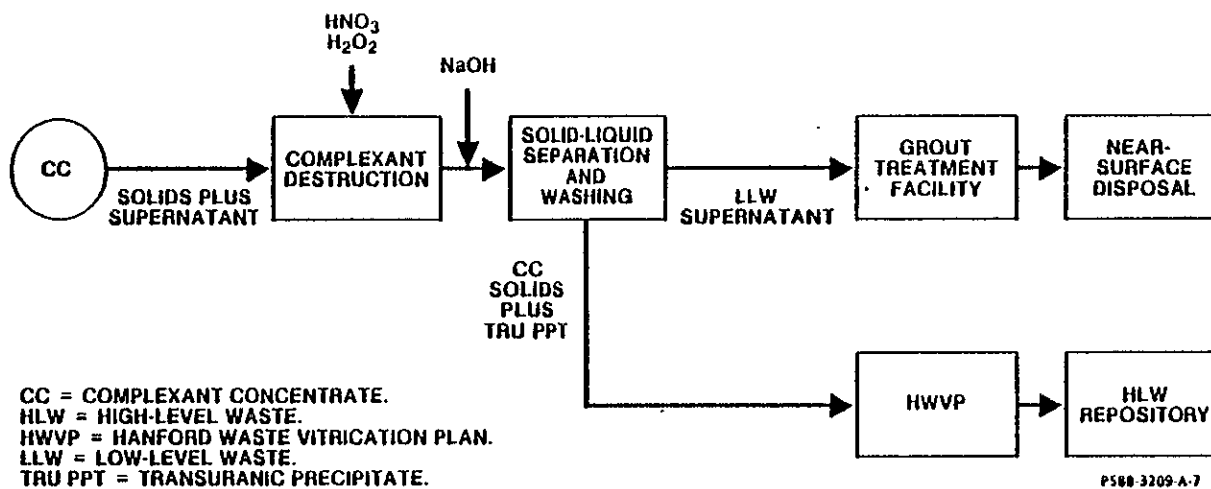 HNO3
H2O2
NaOH
CC
SOLIDS PLUS
SUPERNATANT
COMPLEXANT
DESTRUCTION
SOLID-LIQUID
SEPARATION
AND
WASHING
LLW
SUPERNATANT
GROUT
TREATMENT
FACILITY
NEAR-
SURFACE
DISPOSAL
CC
SOLIDS
PLUS
TRU PPT
HWVP
HLW
REPOSITORY
CC = COMPLEXANT CONCENTRATE.
HLW = HIGH-LEVEL WASTE.
HWVP = HANFORD WASTE VITRICATION PLAN.
LLW = LOW-LEVEL WASTE.
TRU PPT = TRANSURANIC PRECIPITATE.
PS88-3209-A-7